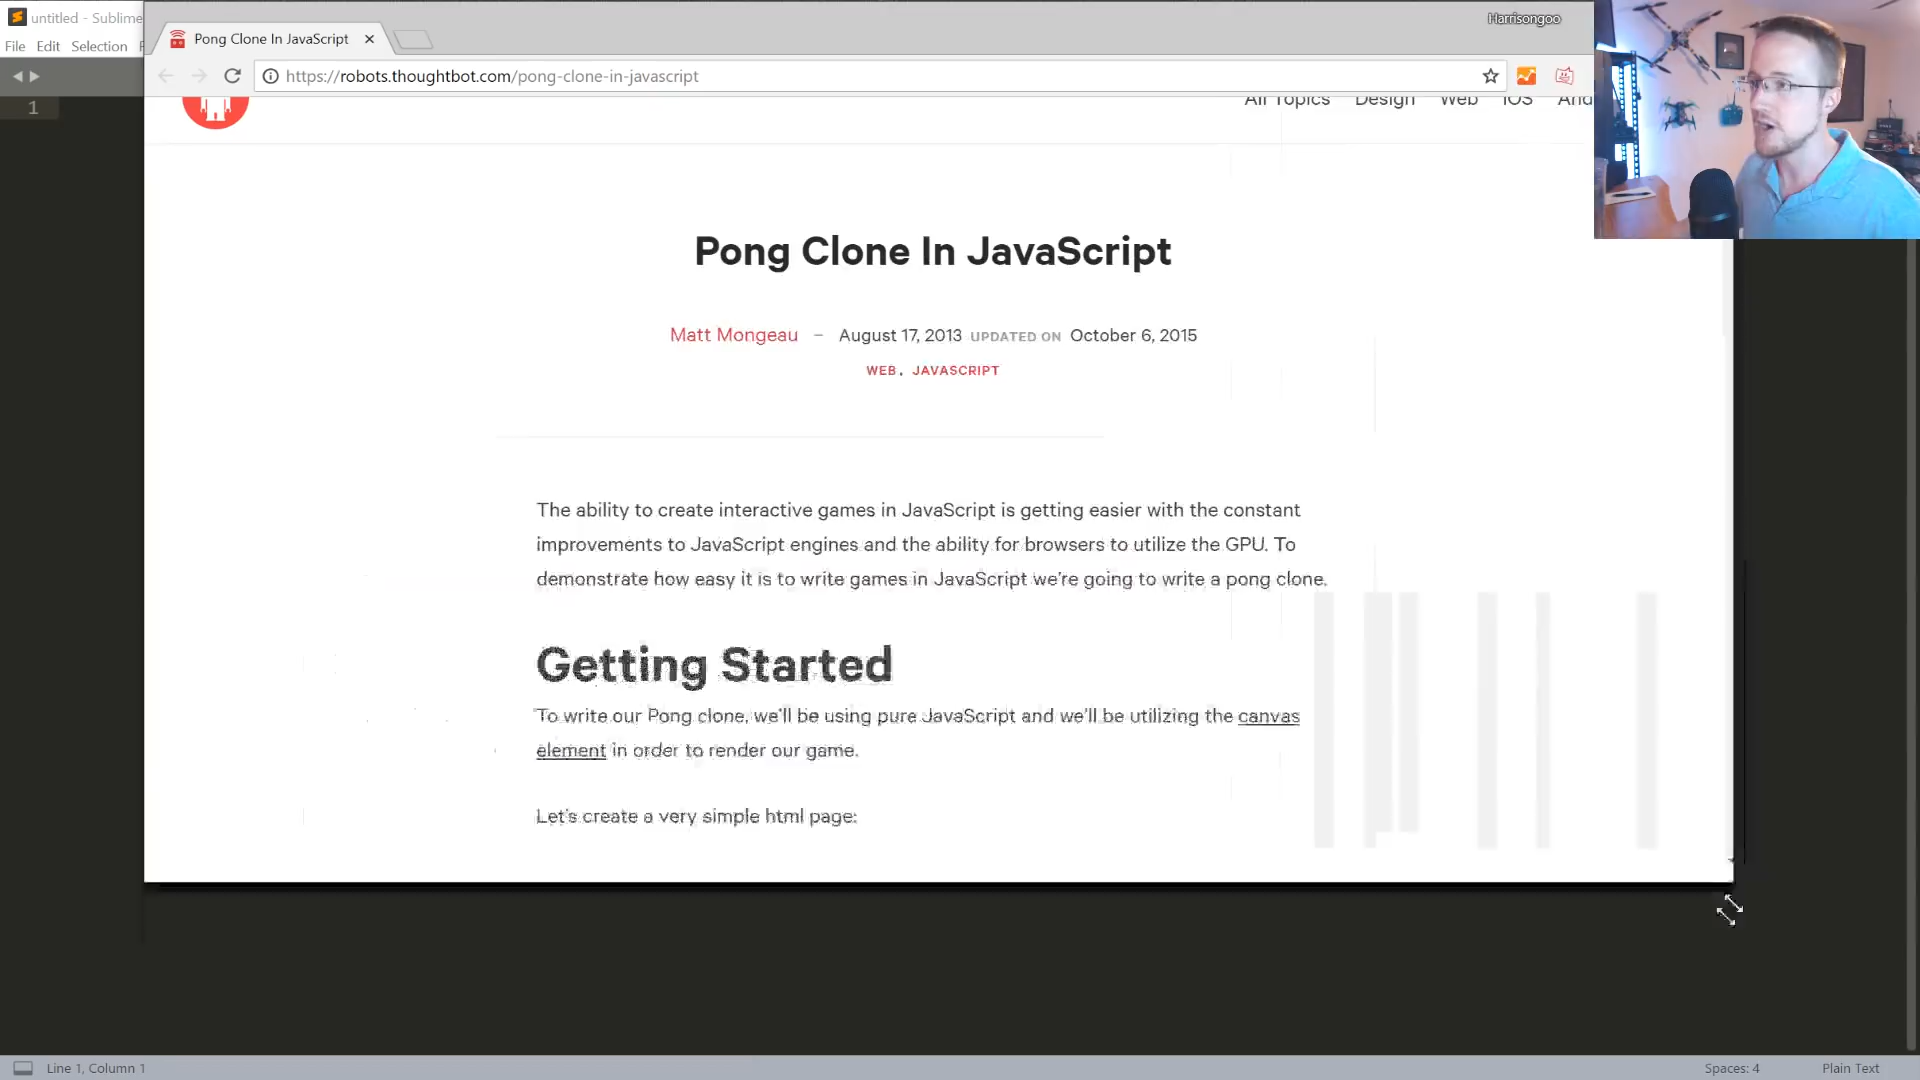 untitled - Sublime
File Edit Selection
Pong Clone In JavaScript
Harrisongoo
https://robots.thoughtbot.com/pong-clone-in-javascript
1
All Topics Design Web iOS
Pong Clone In JavaScript
Matt Mongeau – August 17, 2013 UPDATED ON October 6, 2015
WEB, JAVASCRIPT
The ability to create interactive games in JavaScript is getting easier with the constant
improvements to JavaScript engines and the ability for browsers to utilize the GPU. To
demonstrate how easy it is to write games in JavaScript we're going to write a pong clone.
Getting Started
To write our Pong clone, we'll be using pure JavaScript and we'll be utilizing the canvas
element in order to render our game.
Let's create a very simple html page:
Line 1, Column 1
Spaces: 4
Plain Text